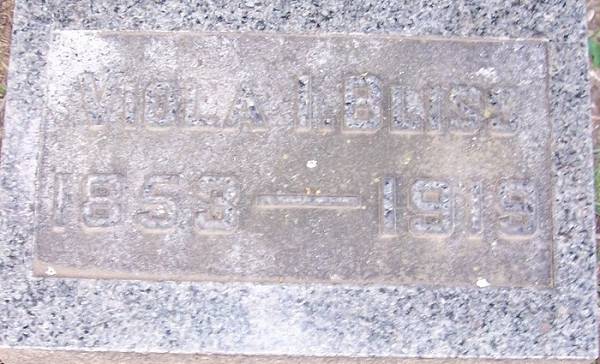 VIOLA I. BLISS
1853 — 1919